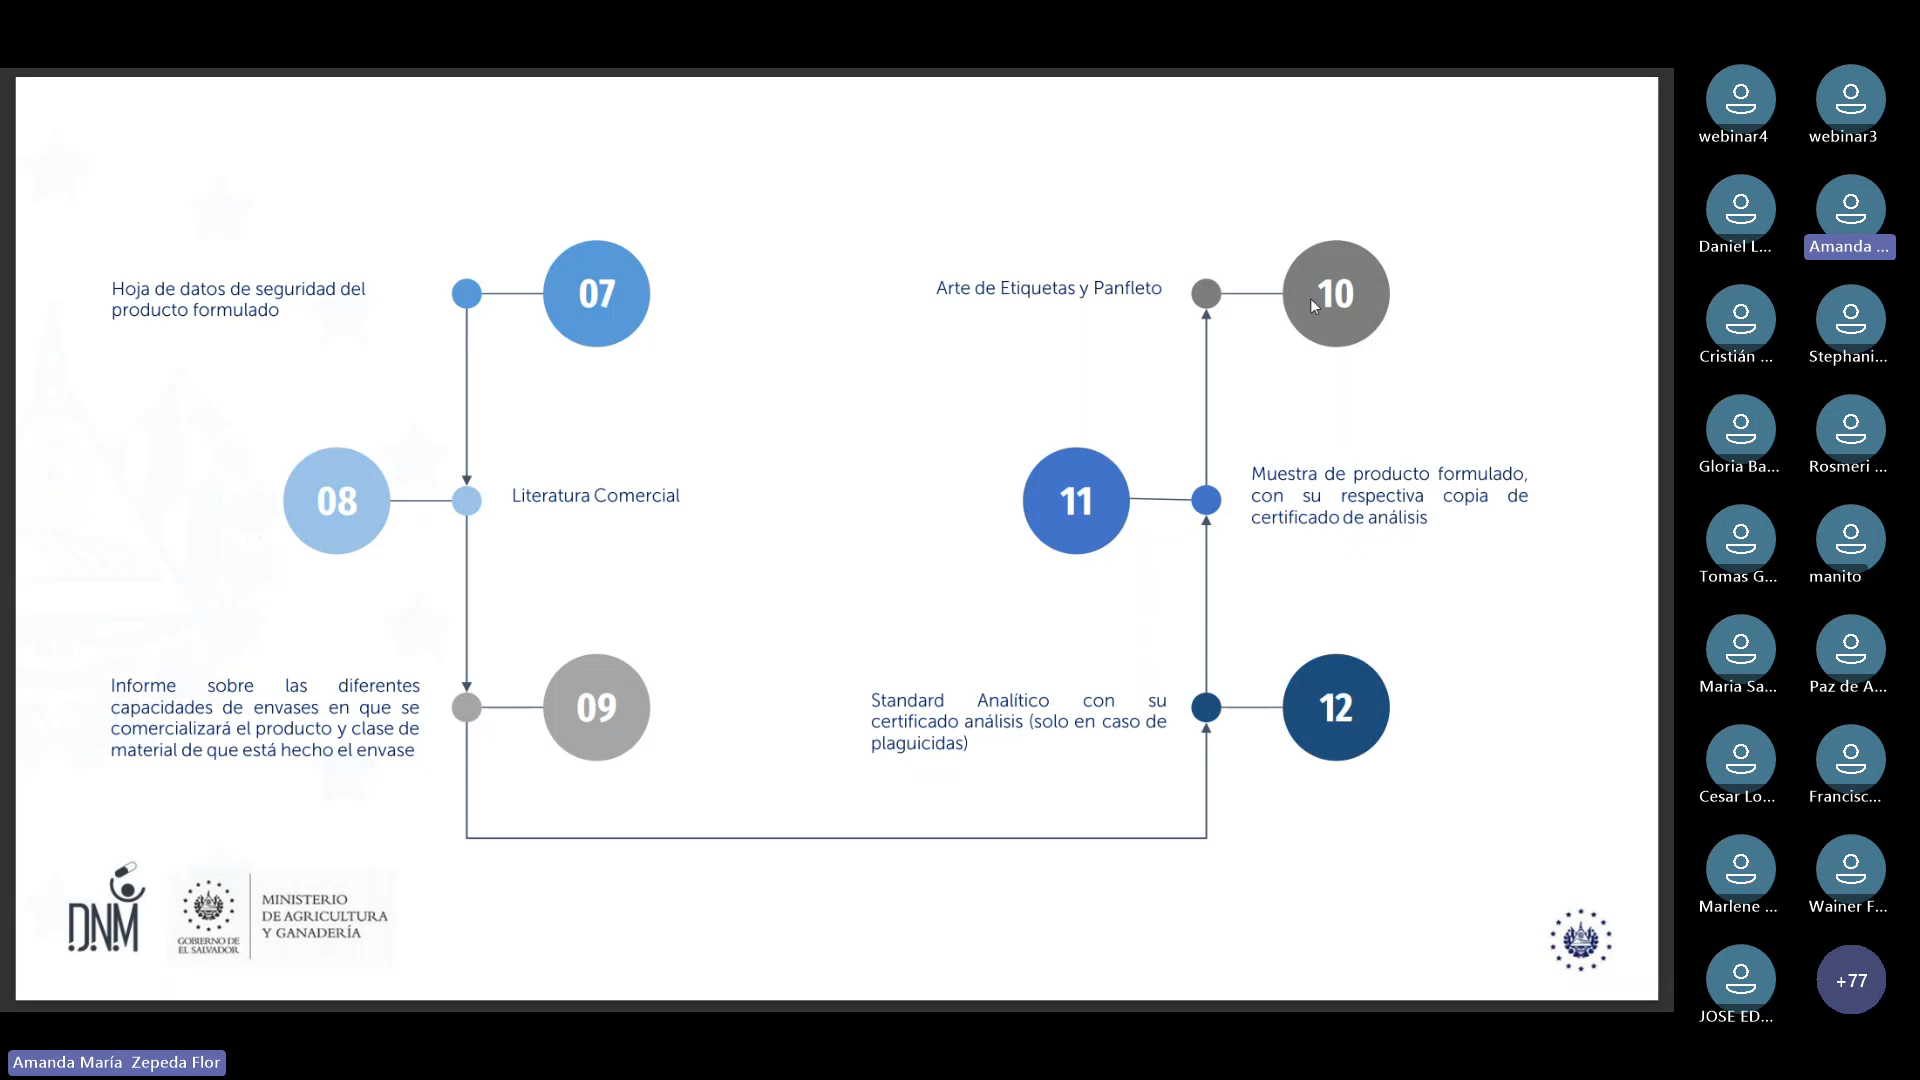 Hoja de datos de seguridad del
producto formulado
07
08
Literatura Comercial
Informe sobre las diferentes
capacidades de envases en que se
comercializará el producto y clase de
material de que está hecho el envase
09
Arte de Etiquetas y Panfleto
10
11
Muestra de producto formulado,
con su respectiva copia de
certificado de análisis
Standard Analítico con su
certificado análisis (solo en caso de
plaguicidas)
12
DNM
GOBIERNO DE
EL SALVADOR
MINISTERIO
DE AGRICULTURA
Y GANADERÍA
webinar4
webinar3
Daniel L...
Amanda ...
Cristián ...
Stephani...
Gloria Ba...
Rosmeri ...
Tomas G...
manito
Maria Sa...
Paz de A...
Cesar Lo...
Francisc...
Marlene ...
Wainer F...
JOSE ED...
+77
Amanda María Zepeda Flor